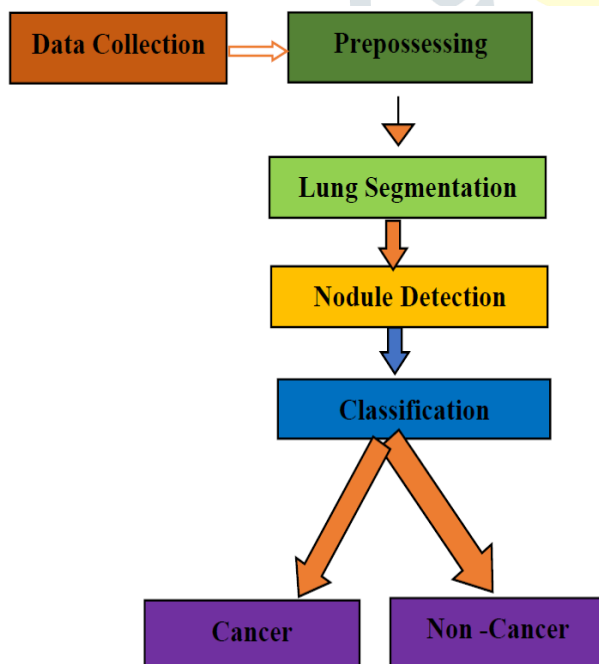 Data Collection
Prepossessing
Lung Segmentation
Nodule Detection
Classification
Cancer
Non -Cancer